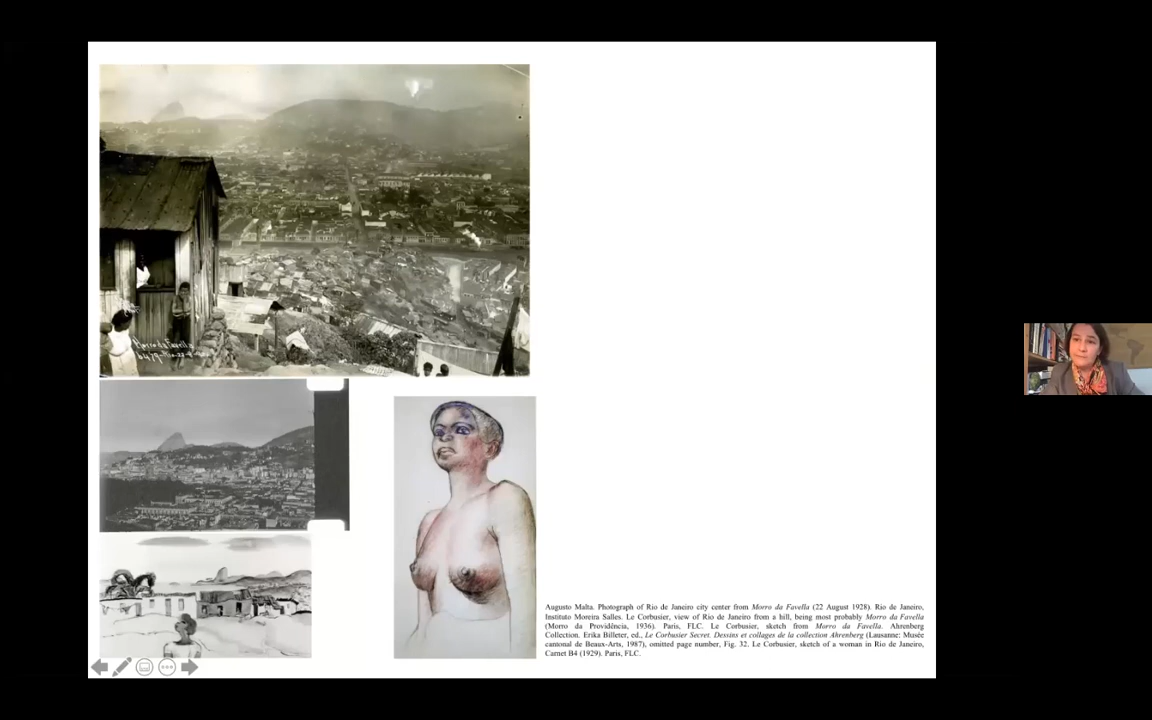 Morro da Favella
Augusto Malta. Photograph of Rio de Janeiro city center from Morro da Favella (22 August 1928). Rio de Janeiro,
Instituto Moreira Salles. Le Corbusier, view of Rio de Janeiro from a hill, being most probably Morro da Favella
(Morro da Providência, 1936). Paris, FLC. Le Corbusier, sketch from Morro da Favella. Ahrenberg
Collection. Erika Billeter, ed., Le Corbusier Secret. Dessins et collages de la collection Ahrenberg (Lausanne: Musée
cantonal de Beaux-Arts, 1987), omitted page number, Fig. 32. Le Corbusier, sketch of a woman in Rio de Janeiro,
Carnet B4 (1929). Paris, FLC.